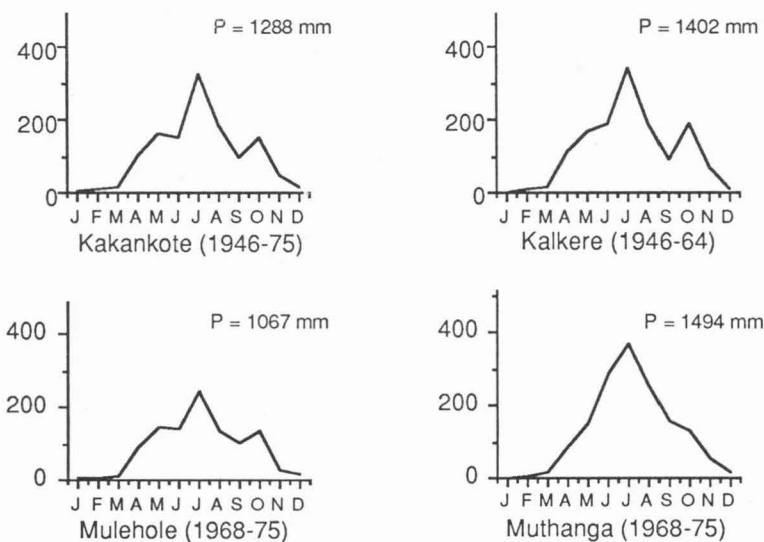 P = 1288 mm
400
200
0
J F M A M J J A S O N D
Kakankote (1946-75)
P = 1402 mm
400
200
0
J F M A M J J A S O N D
Kalkere (1946-64)
P = 1067 mm
400
200
0
J F M A M J J A S O N D
Mulehole (1968-75)
P = 1494 mm
400
200
0
J F M A M J J A S O N D
Muthanga (1968-75)